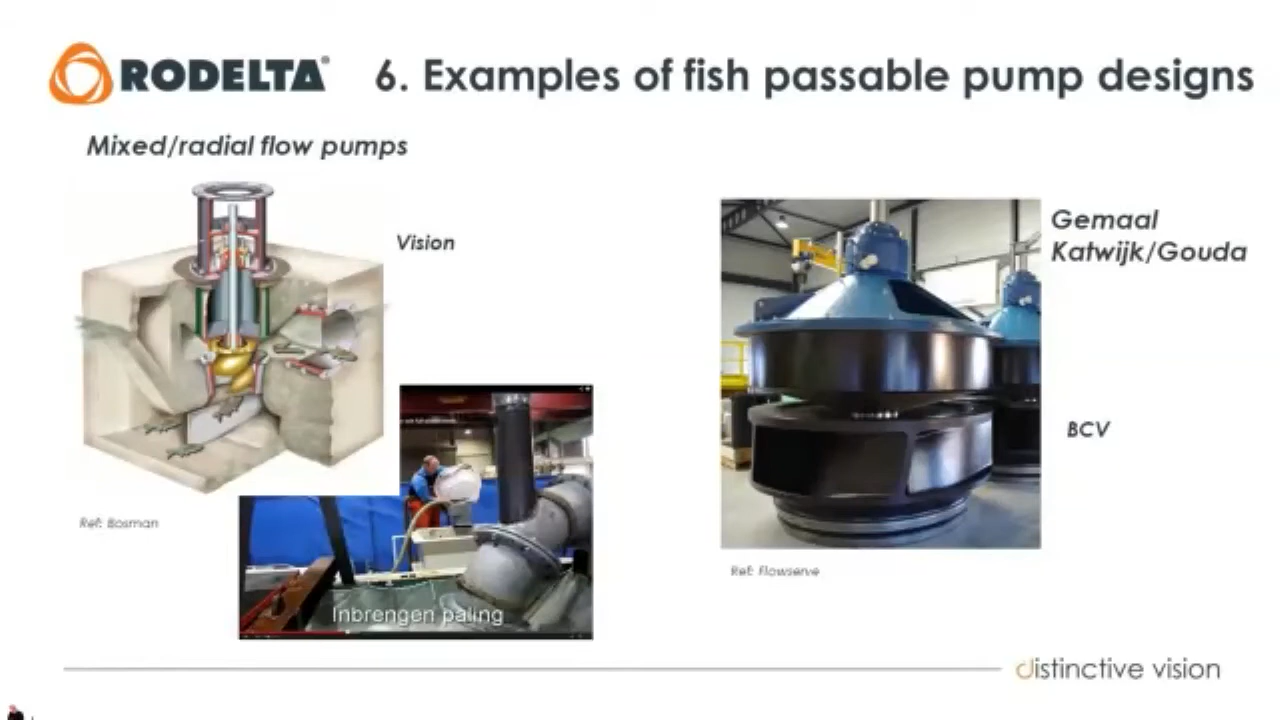 RODELTA®
6. Examples of fish passable pump designs
Mixed/radial flow pumps
Vision
Gemaal
Katwijk/Gouda
BCV
Ref: Bosman
Inbrengen paling
Ref: Flowserve
distinctive vision